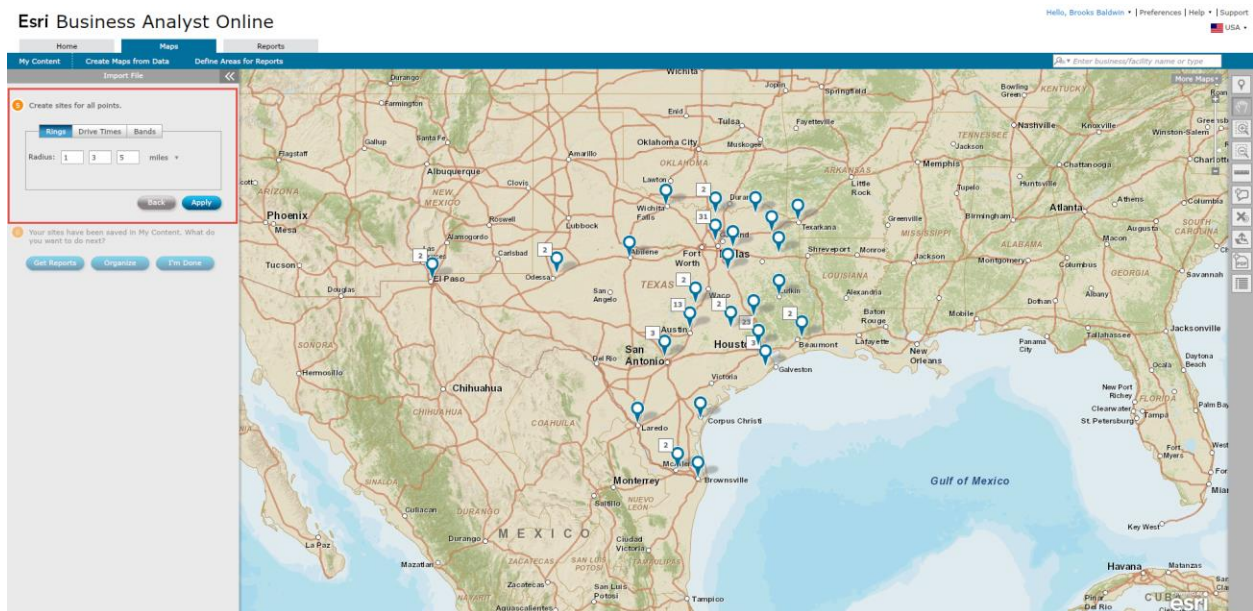 Esri Business Analyst Online
Hello, Brooks Baldwin | Preferences | Help | Support
USA
Home Maps Reports
My Content Create Maps from Data Define Areas for Reports
Enter business/facility name or type
Import File
More Maps
5 Create sites for all points.
Rings Drive Times Bands
Radius: 1 3 5 miles
Back Apply
Your sites have been saved in My Content. What do
you want to do next?
Get Reports Organize I'm Done
Wichita
Joplin
Springfield
Bowling
Green
KENTUCKY
Durango
Farmington
Enid
Tulsa
Fayetteville
Nashville
Knoxville
Winston-Salem
Gallup
Santa Fe
Oklahoma City
Muskogee
TENNESSEE
Jackson
Flagstaff
Albuquerque
Amarillo
OKLAHOMA
ARKANSAS
Memphis
Chattanooga
ARIZONA
NEW
MEXICO
Clovis
Lawton
2
Little
Rock
Tupelo
Huntsville
Phoenix
Mesa
Roswell
Lubbock
Wichita
Falls
31
Texarkana
Greenville
Birmingham
Atlanta
Athens
Columbia
SOUTH
CAROLINA
Alamogordo
Carlsbad
2
Odessa
Abilene
Fort
Worth
Shreveport
Monroe
MISSISSIPPI
Jackson
ALABAMA
Montgomery
Macon
Augusta
Columbus
GEORGIA
Savannah
Tucson
2
El Paso
Douglas
San
Angelo
TEXAS
2
Waco
LOUISIANA
Alexandria
Dothan
Albany
13
2
23
2
Baton
Rouge
Mobile
Tallahassee
Jacksonville
SONORA
3
Austin
3
Beaumont
Lafayette
New
Orleans
Panama
City
Hermosillo
Del Rio
San
Antonio
Galveston
Ocala
Daytona
Beach
Chihuahua
Victoria
New Port
Richey
FLORIDA
CHIHUAHUA
COAHUILA
Laredo
Corpus Christi
Clearwater
Tampa
St. Petersburg
Palm Bay
2
Fort
Myers
Monterrey
Brownsville
Gulf of Mexico
SINALOA
Culiacan
DURANGO
Saltillo
NUEVO
LEON
Key West
La Paz
Durango
MEXICO
Ciudad
Victoria
Mazatlan
ZACATECAS
SAN LUIS
POTOSI
TAMAULIPAS
Havana
Matanzas
Zacatecas
San Luis
Potosi
NAYARIT
Aguascalientes
Tampico
Pinar
Del Rio
esri